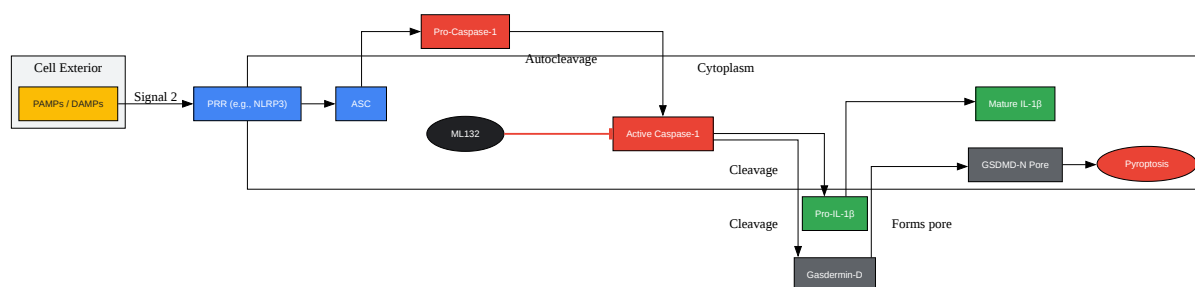 Pro-Caspase-1
Autocleavage
Cell Exterior
Cytoplasm
PAMPs / DAMPs
Signal 2
PRR (e.g., NLRP3)
ASC
Mature IL-1β
ML132
Active Caspase-1
Cleavage
GSDMD-N Pore
Pyroptosis
Pro-IL-1β
Cleavage
Forms pore
Gasdermin-D